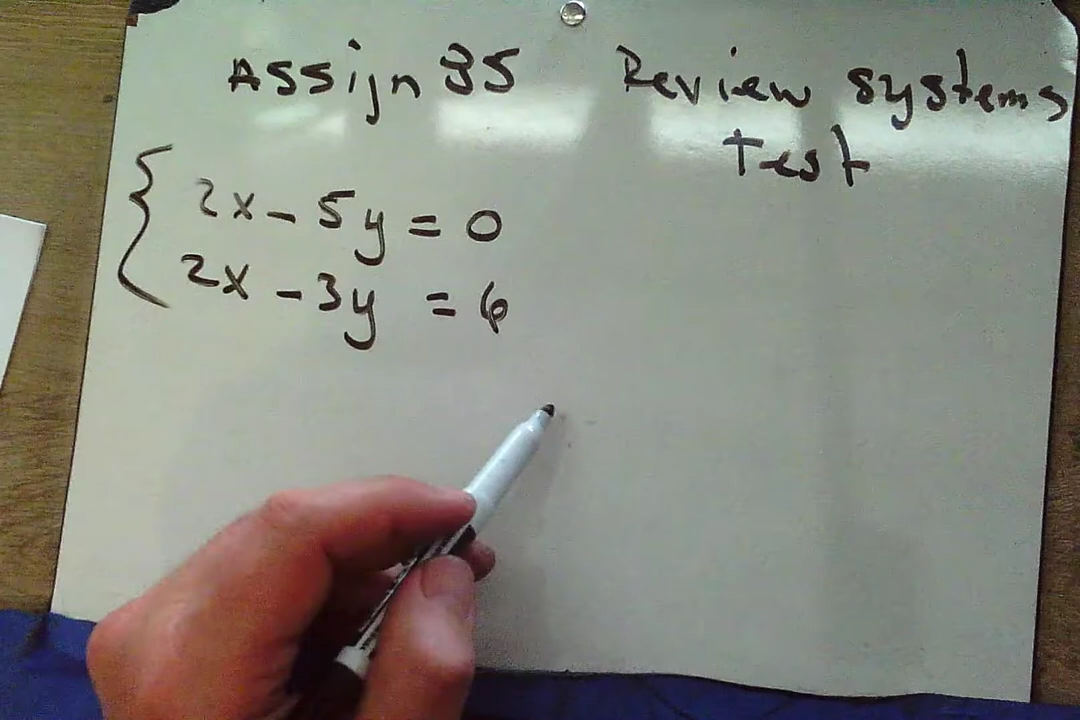 Assign 35 Review systems
Test
2x - 5y = 0
2x - 3y = 6